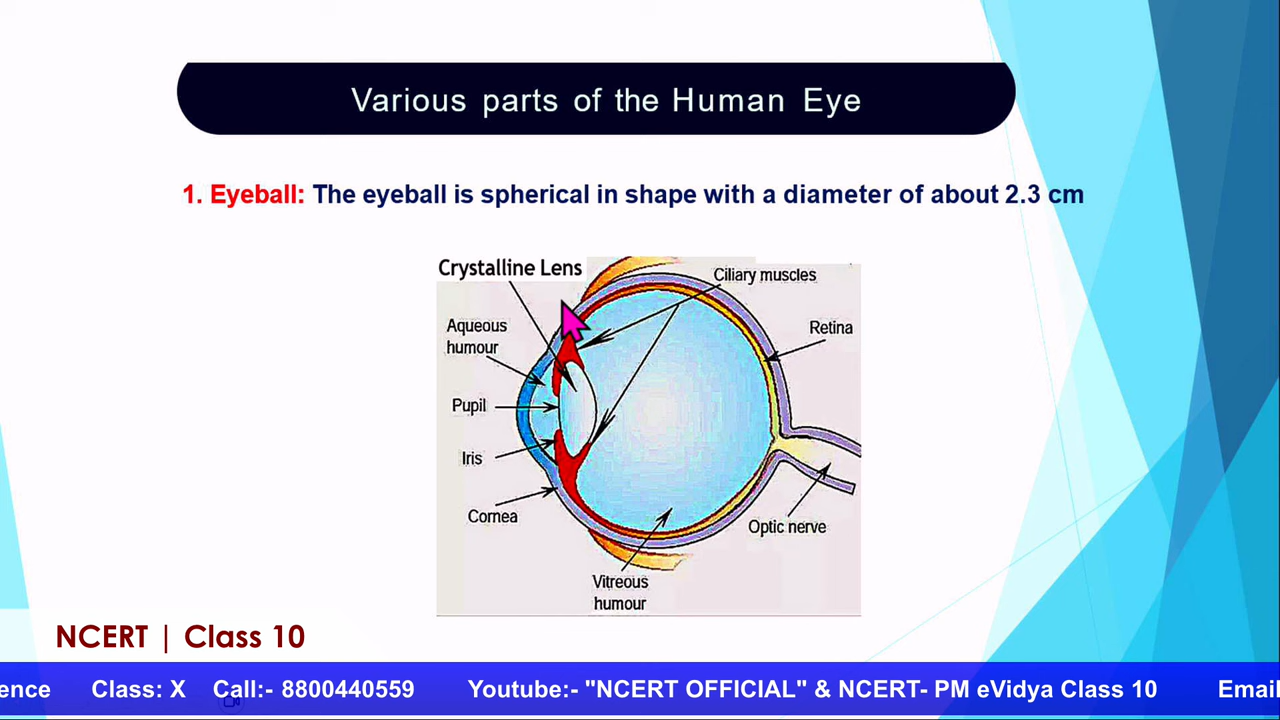 Various parts of the Human Eye
1. Eyeball: The eyeball is spherical in shape with a diameter of about 2.3 cm
Crystalline Lens
Ciliary muscles
Aqueous
humour
Retina
Pupil
Iris
Cornea
Optic nerve
Vitreous
humour
NCERT | Class 10
ence Class: X Call:- 8800440559 Youtube:- "NCERT OFFICIAL" & NCERT- PM eVidya Class 10 Email